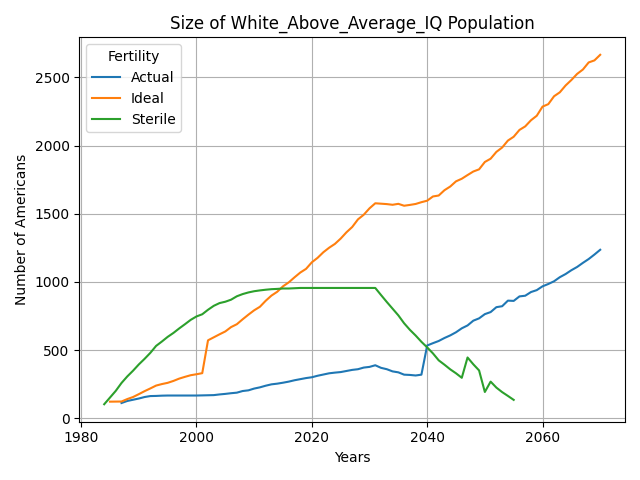 Size of White_Above_Average_IQ Population
Fertility
Actual
Ideal
Sterile
Number of Americans
2500
2000
1500
1000
500
0
1980
2000
2020
2040
2060
Years